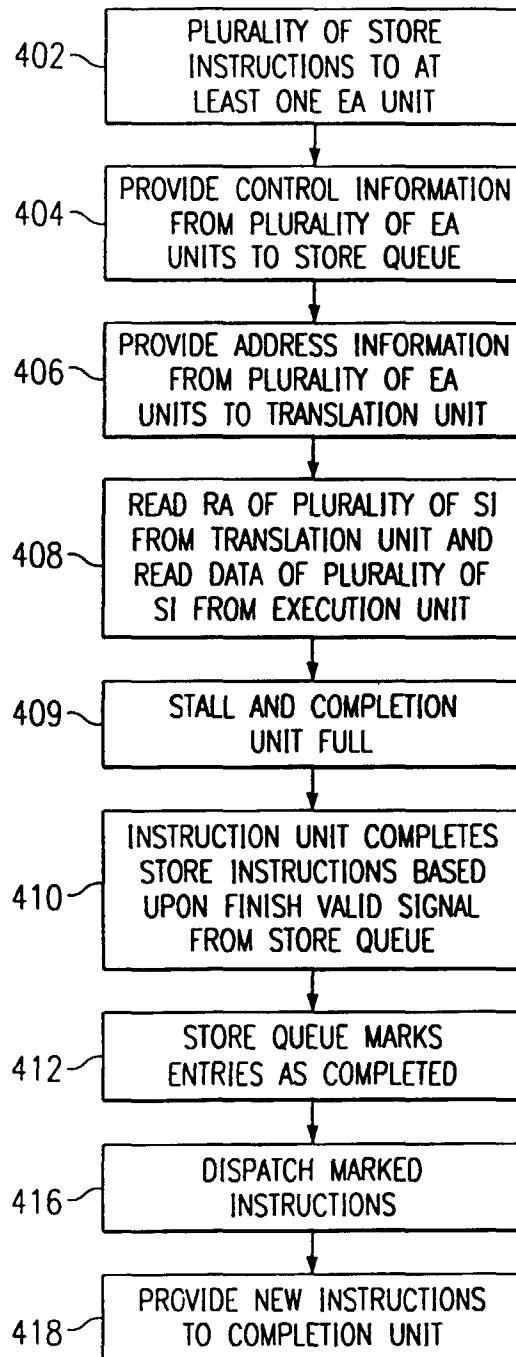 402
PLURALITY OF STORE
INSTRUCTIONS TO AT
LEAST ONE EA UNIT
404
PROVIDE CONTROL INFORMATION
FROM PLURALITY OF EA
UNITS TO STORE QUEUE
406
PROVIDE ADDRESS INFORMATION
FROM PLURALITY OF EA
UNITS TO TRANSLATION UNIT
408
READ RA OF PLURALITY OF SI
FROM TRANSLATION UNIT AND
READ DATA OF PLURALITY OF
SI FROM EXECUTION UNIT
409
STALL AND COMPLETION
UNIT FULL
410
INSTRUCTION UNIT COMPLETES
STORE INSTRUCTIONS BASED
UPON FINISH VALID SIGNAL
FROM STORE QUEUE
412
STORE QUEUE MARKS
ENTRIES AS COMPLETED
416
DISPATCH MARKED
INSTRUCTIONS
418
PROVIDE NEW INSTRUCTIONS
TO COMPLETION UNIT